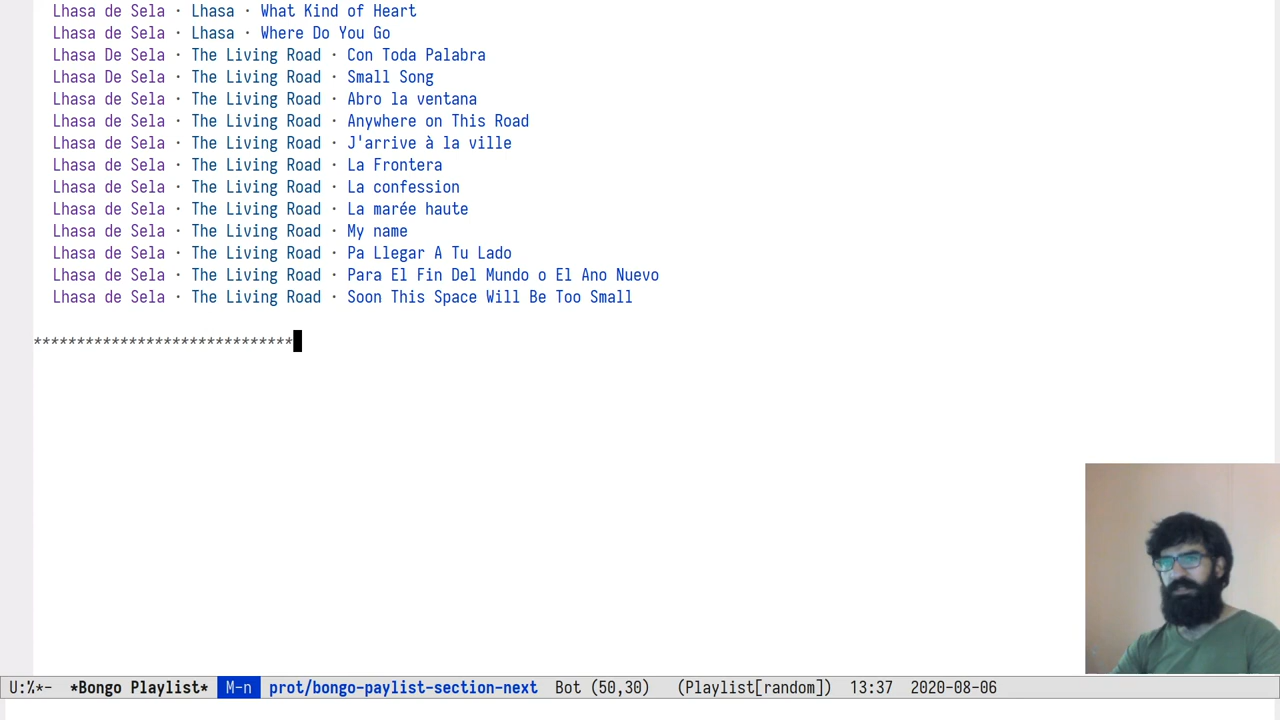 Lhasa de Sela · Lhasa · What Kind of Heart
Lhasa de Sela · Lhasa · Where Do You Go
Lhasa De Sela · The Living Road · Con Toda Palabra
Lhasa De Sela · The Living Road · Small Song
Lhasa de Sela · The Living Road · Abro la ventana
Lhasa de Sela · The Living Road · Anywhere on This Road
Lhasa de Sela · The Living Road · J'arrive à la ville
Lhasa de Sela · The Living Road · La Frontera
Lhasa de Sela · The Living Road · La confession
Lhasa de Sela · The Living Road · La marée haute
Lhasa de Sela · The Living Road · My name
Lhasa de Sela · The Living Road · Pa Llegar A Tu Lado
Lhasa de Sela · The Living Road · Para El Fin Del Mundo o El Ano Nuevo
Lhasa de Sela · The Living Road · Soon This Space Will Be Too Small
******************************
U:%*- *Bongo Playlist* M-n prot/bongo-paylist-section-next Bot (50,30) (Playlist[random]) 13:37 2020-08-06